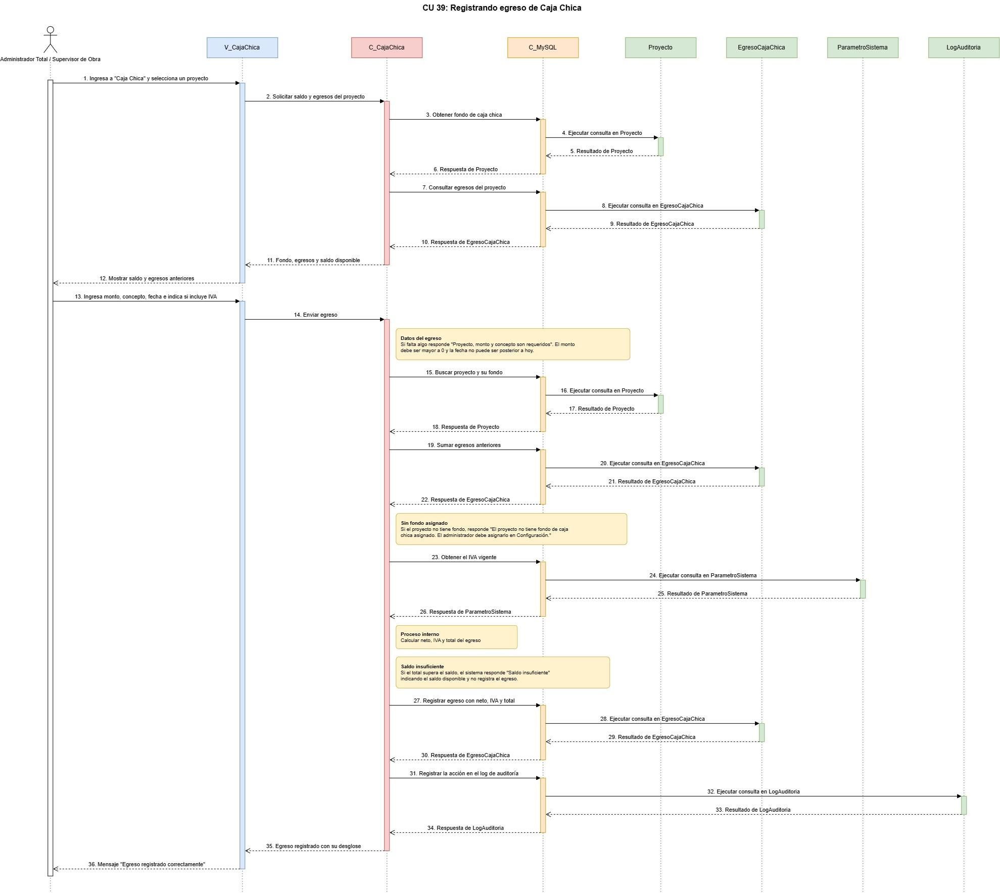 CU 39: Registrando egreso de Caja Chica
Administrador Total / Supervisor de Obra
V_CajaChica
C_CajaChica
C_MySQL
Proyecto
EgresoCajaChica
ParametroSistema
LogAuditoria
1. Ingresa a "Caja Chica" y selecciona un proyecto
2. Solicitar saldo y egresos del proyecto
3. Obtener fondo de caja chica
4. Ejecutar consulta en Proyecto
5. Resultado de Proyecto
6. Respuesta de Proyecto
7. Consultar egresos del proyecto
8. Ejecutar consulta en EgresoCajaChica
9. Resultado de EgresoCajaChica
10. Respuesta de EgresoCajaChica
11. Fondo, egresos y saldo disponible
12. Mostrar saldo y egresos anteriores
13. Ingresa monto, concepto, fecha e indica si incluye IVA
14. Enviar egreso
Datos del egreso
Si falta algo responde "Proyecto, monto y concepto son requeridos". El monto
debe ser mayor a 0 y la fecha no puede ser posterior a hoy.
15. Buscar proyecto y su fondo
16. Ejecutar consulta en Proyecto
17. Resultado de Proyecto
18. Respuesta de Proyecto
19. Sumar egresos anteriores
20. Ejecutar consulta en EgresoCajaChica
21. Resultado de EgresoCajaChica
22. Respuesta de EgresoCajaChica
Sin fondo asignado
Si el proyecto no tiene fondo, responde "El proyecto no tiene fondo de caja
chica asignado. El administrador debe asignarlo en Configuración."
23. Obtener el IVA vigente
24. Ejecutar consulta en ParametroSistema
25. Resultado de ParametroSistema
26. Respuesta de ParametroSistema
Proceso interno
Calcular neto, IVA y total del egreso
Saldo insuficiente
Si el total supera el saldo, el sistema responde "Saldo insuficiente"
indicando el saldo disponible y no registra el egreso.
27. Registrar egreso con neto, IVA y total
28. Ejecutar consulta en EgresoCajaChica
29. Resultado de EgresoCajaChica
30. Respuesta de EgresoCajaChica
31. Registrar la acción en el log de auditoría
32. Ejecutar consulta en LogAuditoria
33. Resultado de LogAuditoria
34. Respuesta de LogAuditoria
35. Egreso registrado con su desglose
36. Mensaje "Egreso registrado correctamente"